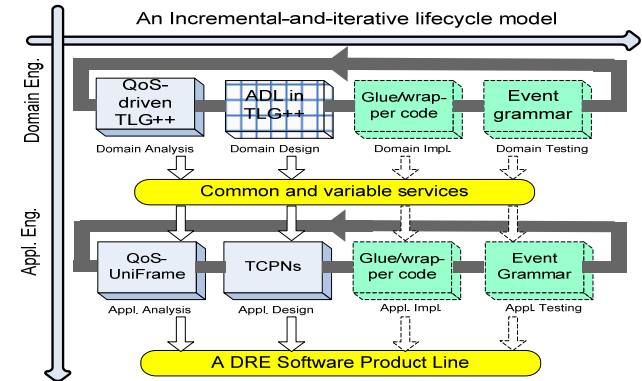 An Incremental-and-iterative lifecycle model
Domain Eng.
QoS-
driven
TLG++
ADL in
TLG++
Glue/wrap-
per code
Event
grammar
Domain Analysis
Domain Design
Domain Impl.
Domain Testing
Common and variable services
Appl. Eng.
QoS-
UniFrame
TCPNs
Glue/wrap-
per code
Event
Grammar
Appl. Analysis
Appl. Design
Appl. Impl.
Appl. Testing
A DRE Software Product Line